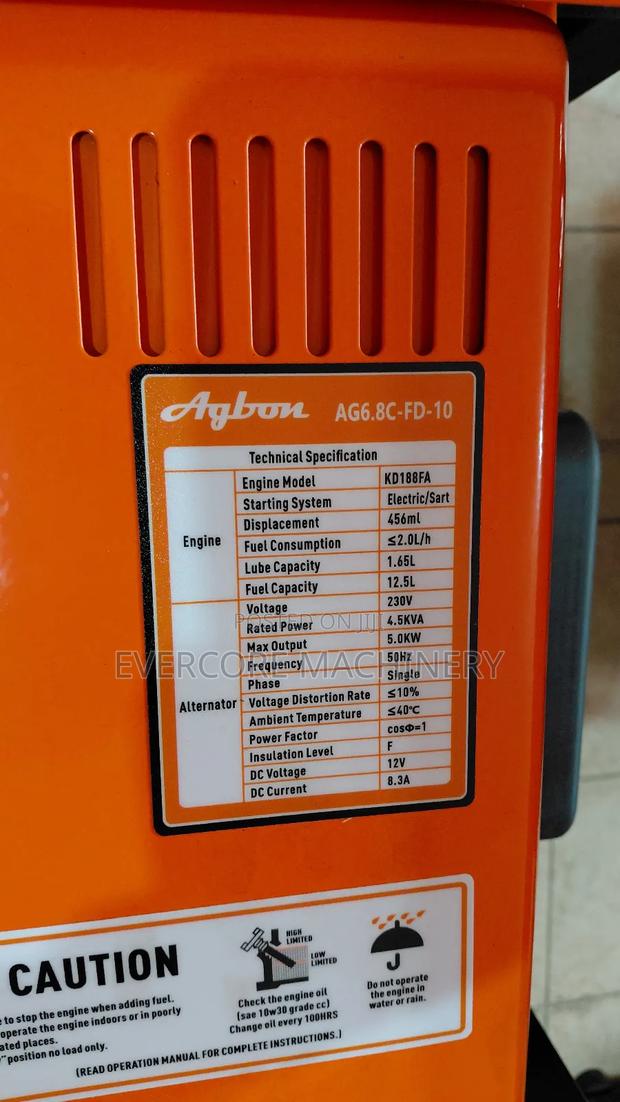 Agbon AG6.8C-FD-10
Technical Specification
Engine
Engine Model KD188FA
Starting System Electric/Sart
Displacement 456ml
Fuel Consumption ≤2.0L/h
Lube Capacity 1.65L
Fuel Capacity 12.5L
Alternator
Voltage 230V
Rated Power 4.5KVA
Max Output 5.0KW
Frequency 50Hz
Phase Single
Voltage Distortion Rate ≤10%
Ambient Temperature ≤40℃
Power Factor cosΦ=1
Insulation Level F
DC Voltage 12V
DC Current 8.3A
POSTED ON JIJI
EVERCORE MACHINERY
CAUTION
to stop the engine when adding fuel.
operate the engine indoors or in poorly
places.
position no load only.
HIGH
LIMITED
LOW
LIMITED
Check the engine oil
(sae 10w30 grade cc)
Change oil every 100HRS
Do not operate
the engine in
water or rain.
(READ OPERATION MANUAL FOR COMPLETE INSTRUCTIONS.)